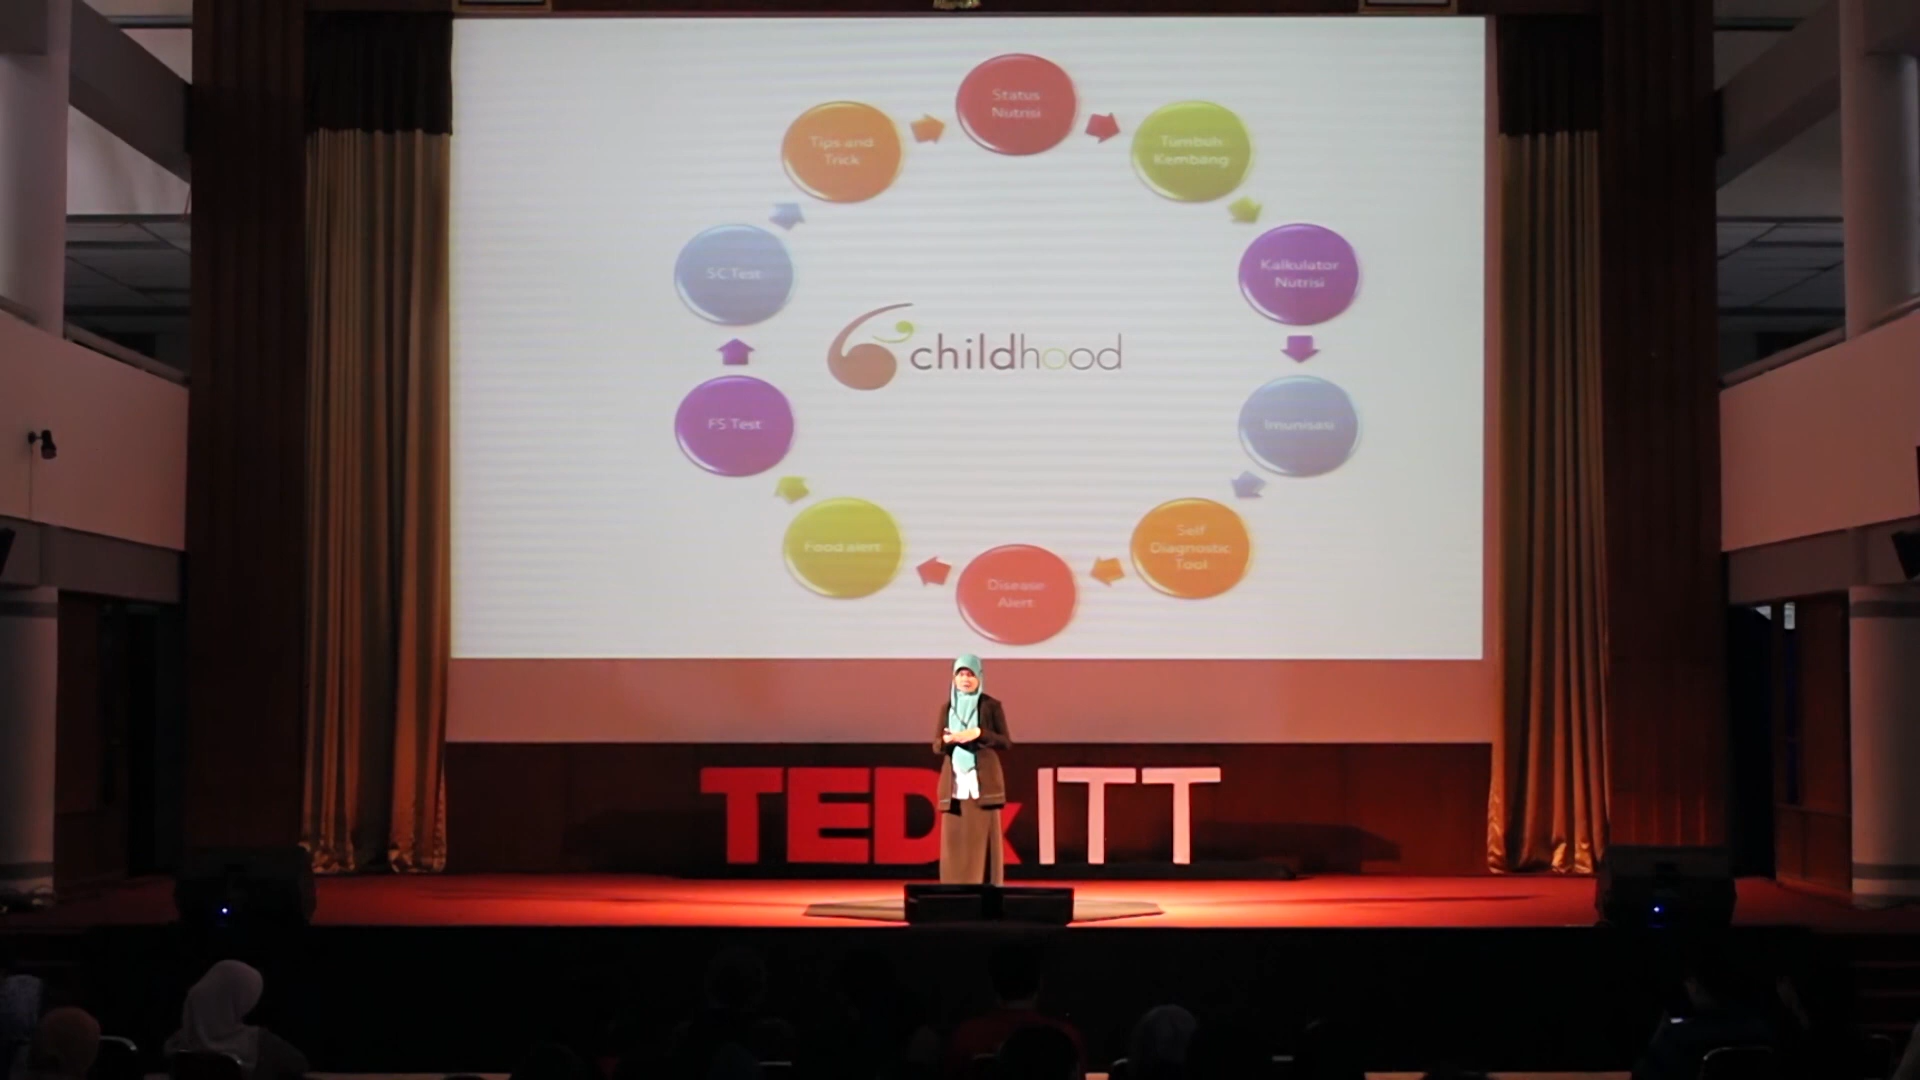 Status
Nutrisi
Tumbuh
Kembang
Kalkulator
Nutrisi
Imunisasi
Self
Diagnostic
Tool
Disease
Alert
Food alert
FS Test
SC Test
Tips and
Trick
childhood
TEDx ITT